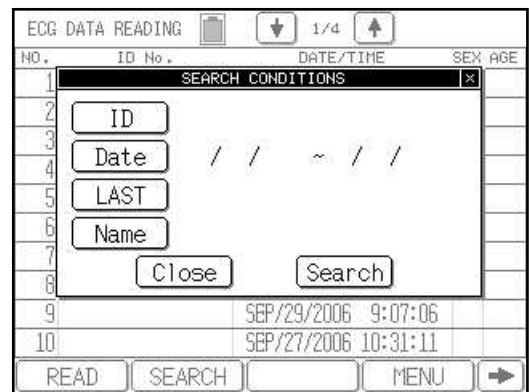 ECG DATA READING 1/4
NO. ID No. DATE/TIME SEX AGE
SEARCH CONDITIONS ×
1
2 ID
3
4 Date / / ~ / /
5 LAST
6 Name
7
8 Close Search
9 SEP/29/2006 9:07:06
10 SEP/27/2006 10:31:11
READ SEARCH MENU